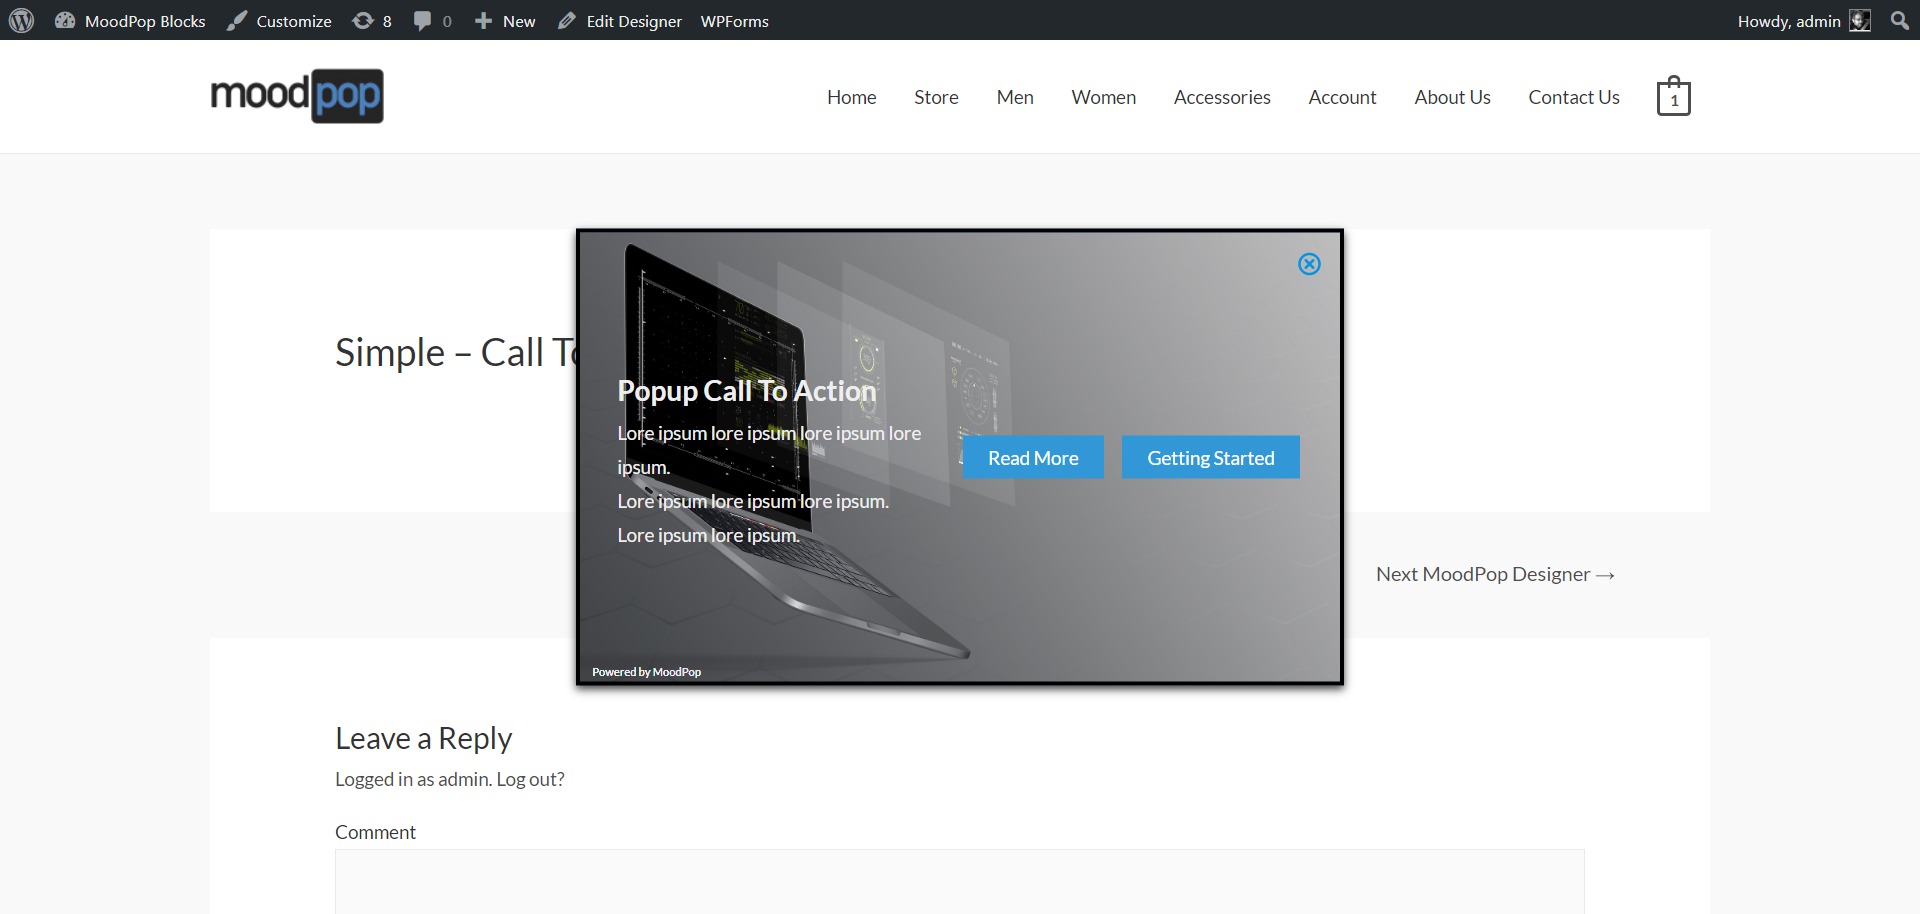 MoodPop Blocks Customize 8 0 New Edit Designer WPForms Howdy, admin
moodpop
Home Store Men Women Accessories Account About Us Contact Us 1
Simple – Call To
Popup Call To Action
Lore ipsum lore ipsum lore ipsum lore
ipsum.
Lore ipsum lore ipsum lore ipsum.
Lore ipsum lore ipsum.
Read More Getting Started
Powered by MoodPop
Next MoodPop Designer →
Leave a Reply
Logged in as admin. Log out?
Comment